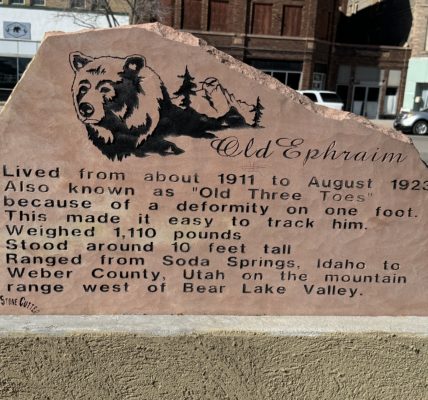 Old Ephraim
Lived from about 1911 to August 1923
Also known as "Old Three Toes"
because of a deformity on one foot.
This made it easy to track him.
Weighed 1,110 pounds
Stood around 10 feet tall
Ranged from Soda Springs, Idaho to
Weber County, Utah on the mountain
range west of Bear Lake Valley.
STONE CUTTER